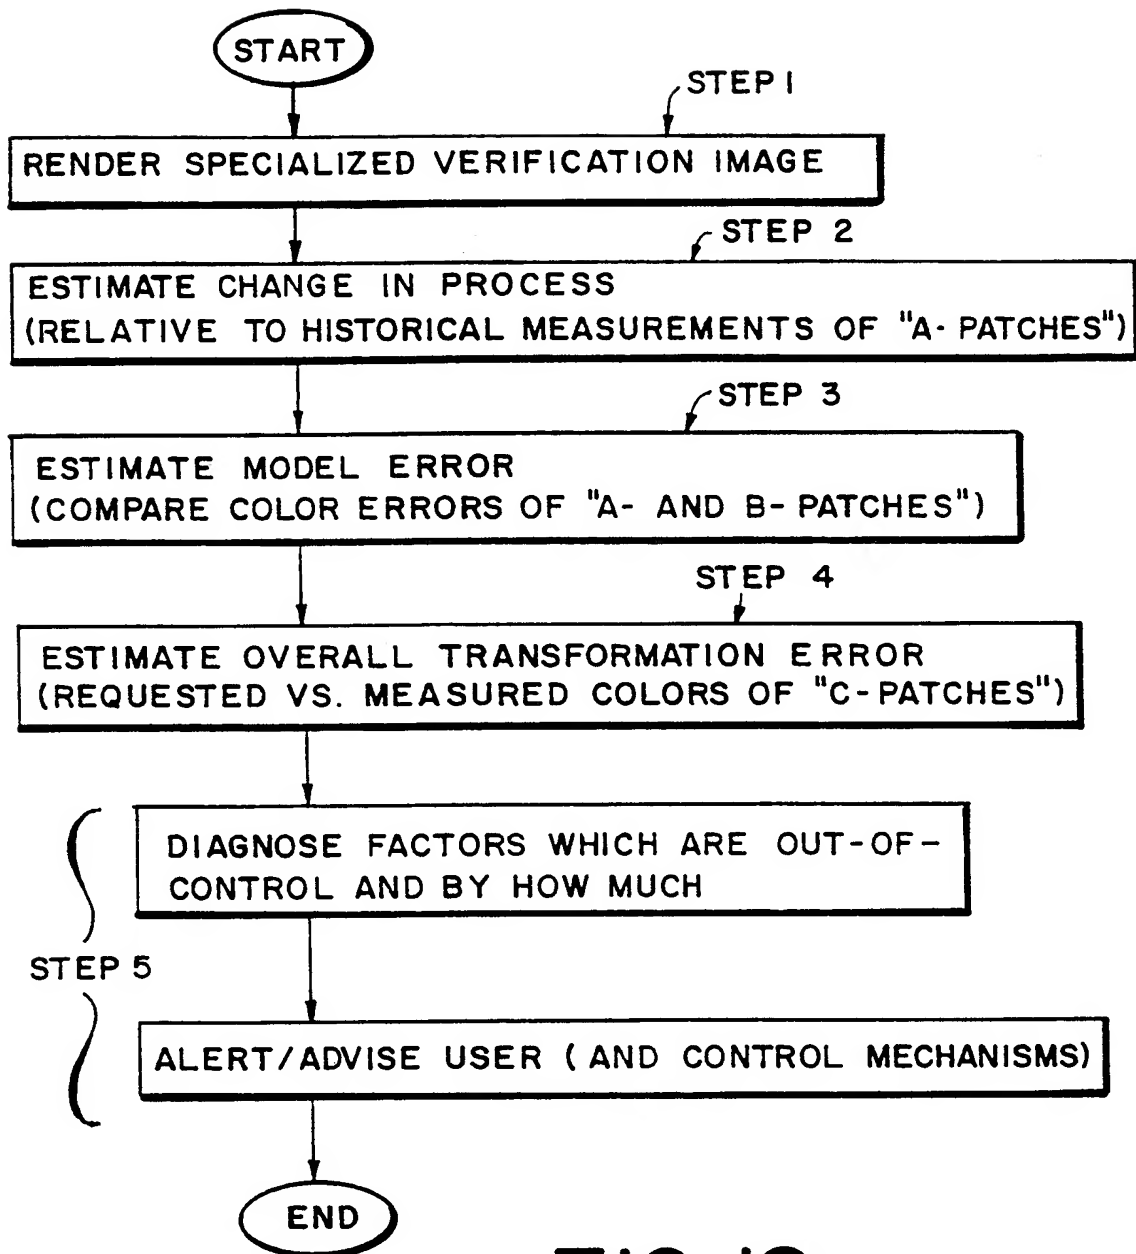 START
STEP 1
RENDER SPECIALIZED VERIFICATION IMAGE
STEP 2
ESTIMATE CHANGE IN PROCESS
(RELATIVE TO HISTORICAL MEASUREMENTS OF "A-PATCHES")
STEP 3
ESTIMATE MODEL ERROR
(COMPARE COLOR ERRORS OF "A- AND B-PATCHES")
STEP 4
ESTIMATE OVERALL TRANSFORMATION ERROR
(REQUESTED VS. MEASURED COLORS OF "C-PATCHES")
DIAGNOSE FACTORS WHICH ARE OUT-OF-
CONTROL AND BY HOW MUCH
STEP 5
ALERT/ADVISE USER (AND CONTROL MECHANISMS)
END